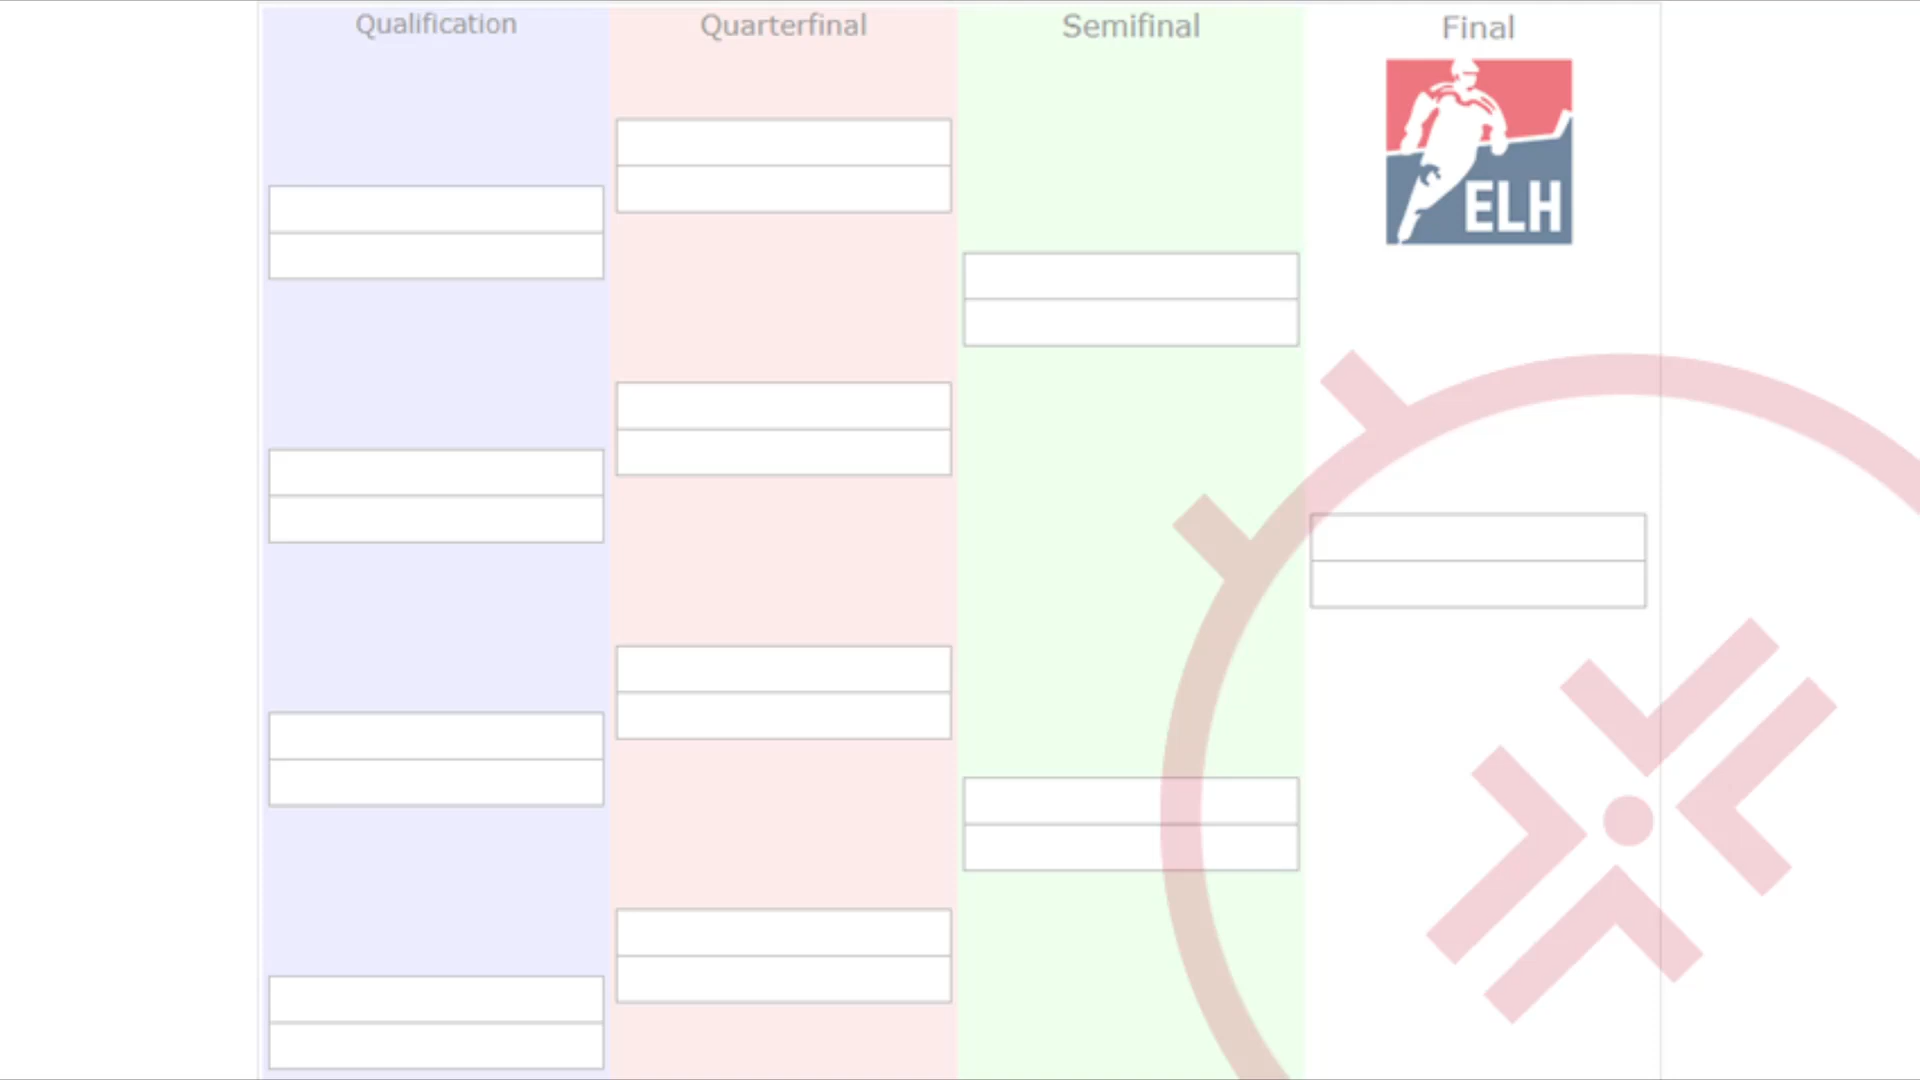 Qualification
Quarterfinal
Semifinal
Final
ELH